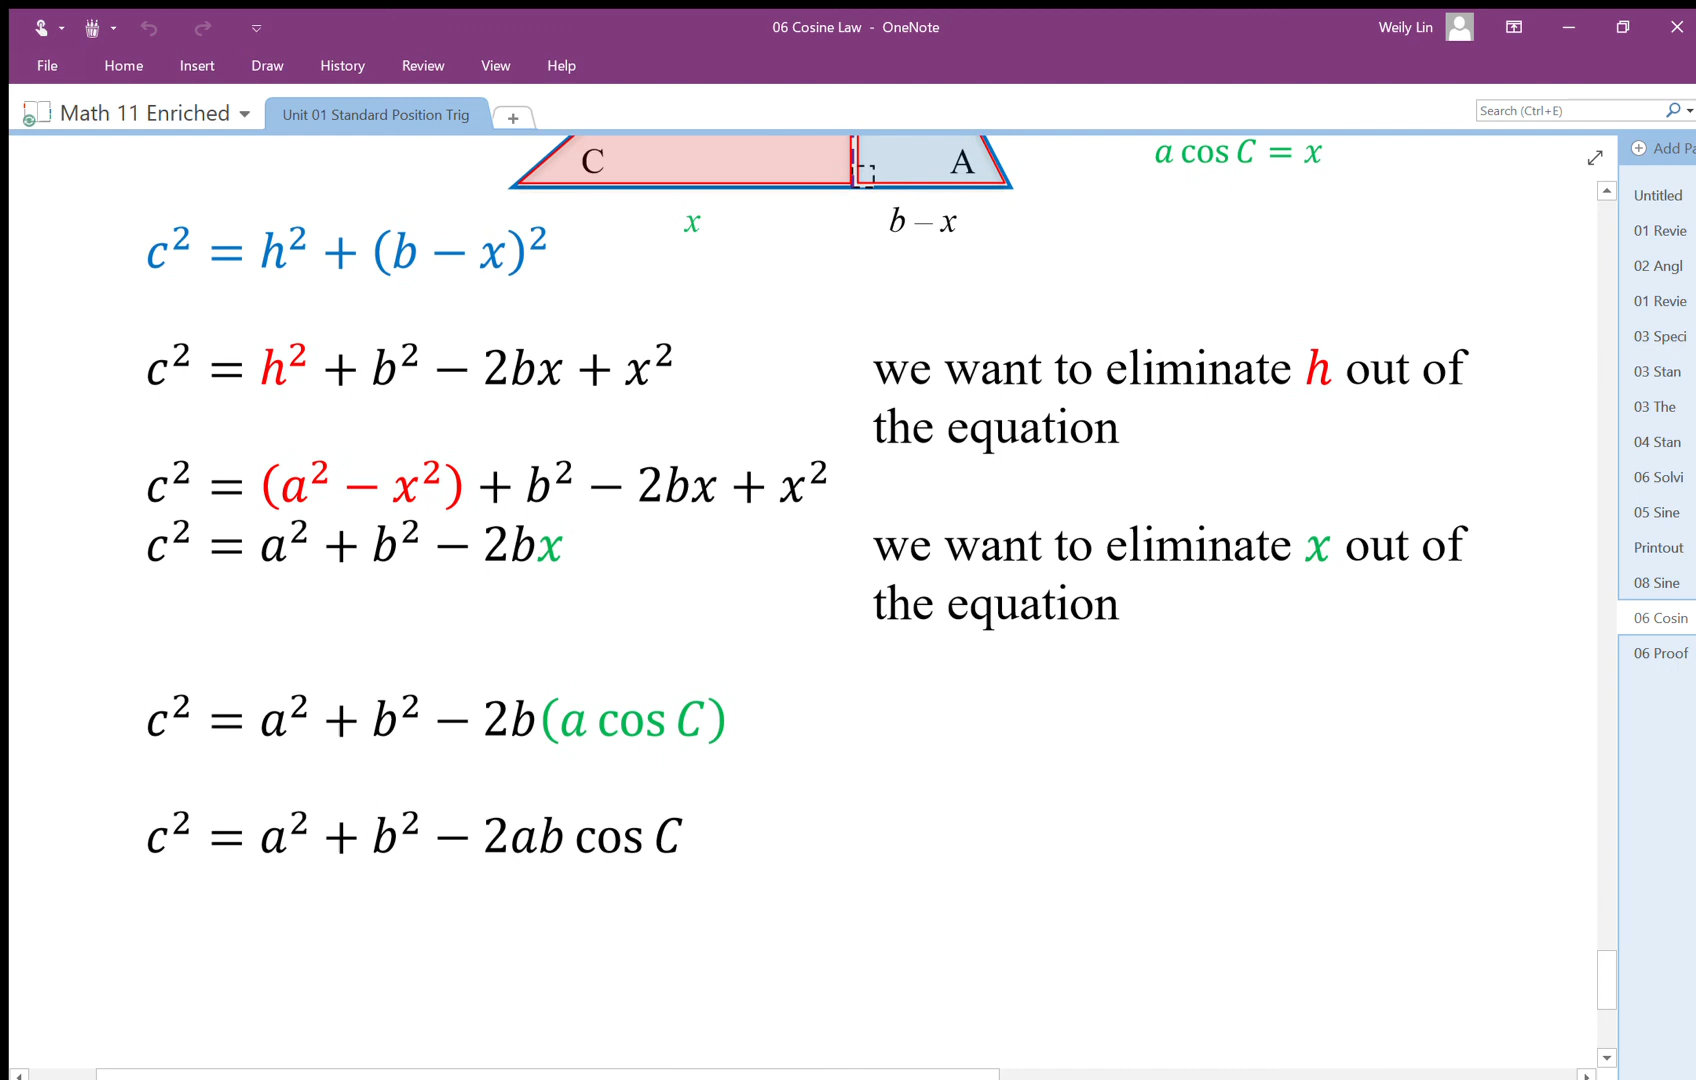 06 Cosine Law - OneNote
Weily Lin
File Home Insert Draw History Review View Help
Math 11 Enriched
Unit 01 Standard Position Trig
+
Search (Ctrl+E)
Add Pa
Untitled
01 Revie
02 Angl
01 Revie
03 Speci
03 Stan
03 The
04 Stan
06 Solvi
05 Sine
Printout
08 Sine
06 Cosin
06 Proof
C A
a cos C = x
x b – x
c² = h² + (b − x)²
c² = h² + b² − 2bx + x²
we want to eliminate h out of
the equation
c² = (a² − x²) + b² − 2bx + x²
c² = a² + b² − 2bx
we want to eliminate x out of
the equation
c² = a² + b² − 2b(a cos C)
c² = a² + b² − 2ab cos C